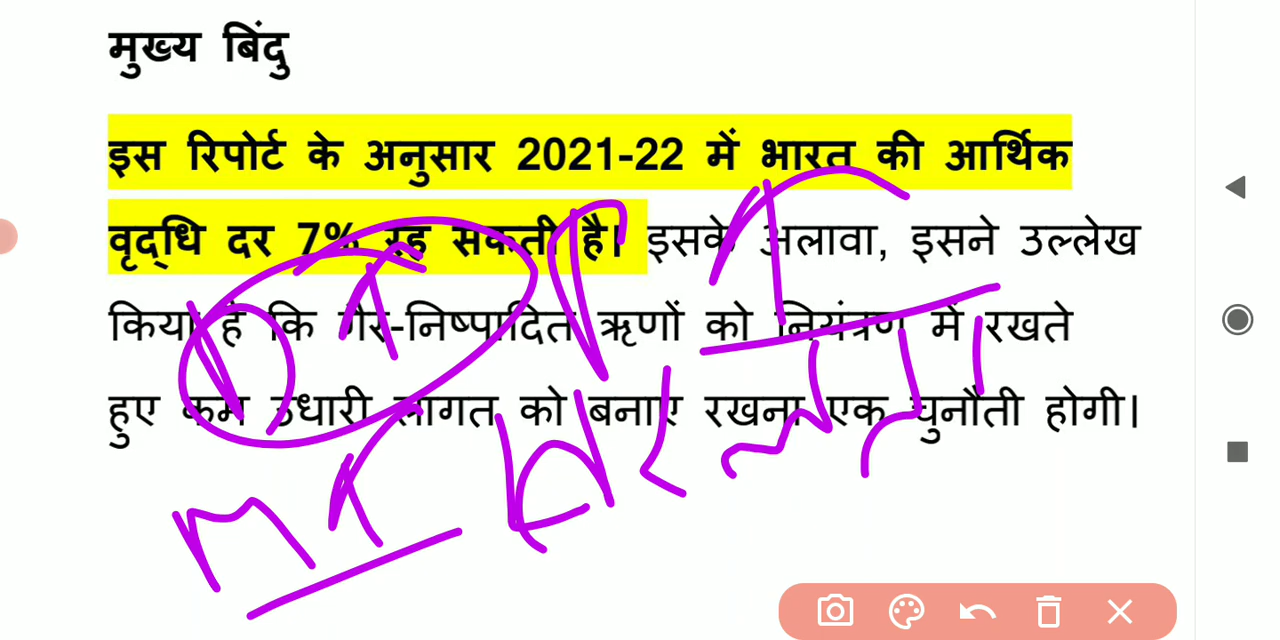 मुख्य बिंदु
इस रिपोर्ट के अनुसार 2021-22 में भारत की आर्थिक
वृद्धि दर 7% रह सकती है। इसके अलावा, इसने उल्लेख
किया है कि गैर-निष्पादित ऋणों को नियंत्रण में रखते
हुए कम उधारी लागत को बनाए रखना एक चुनौती होगी।